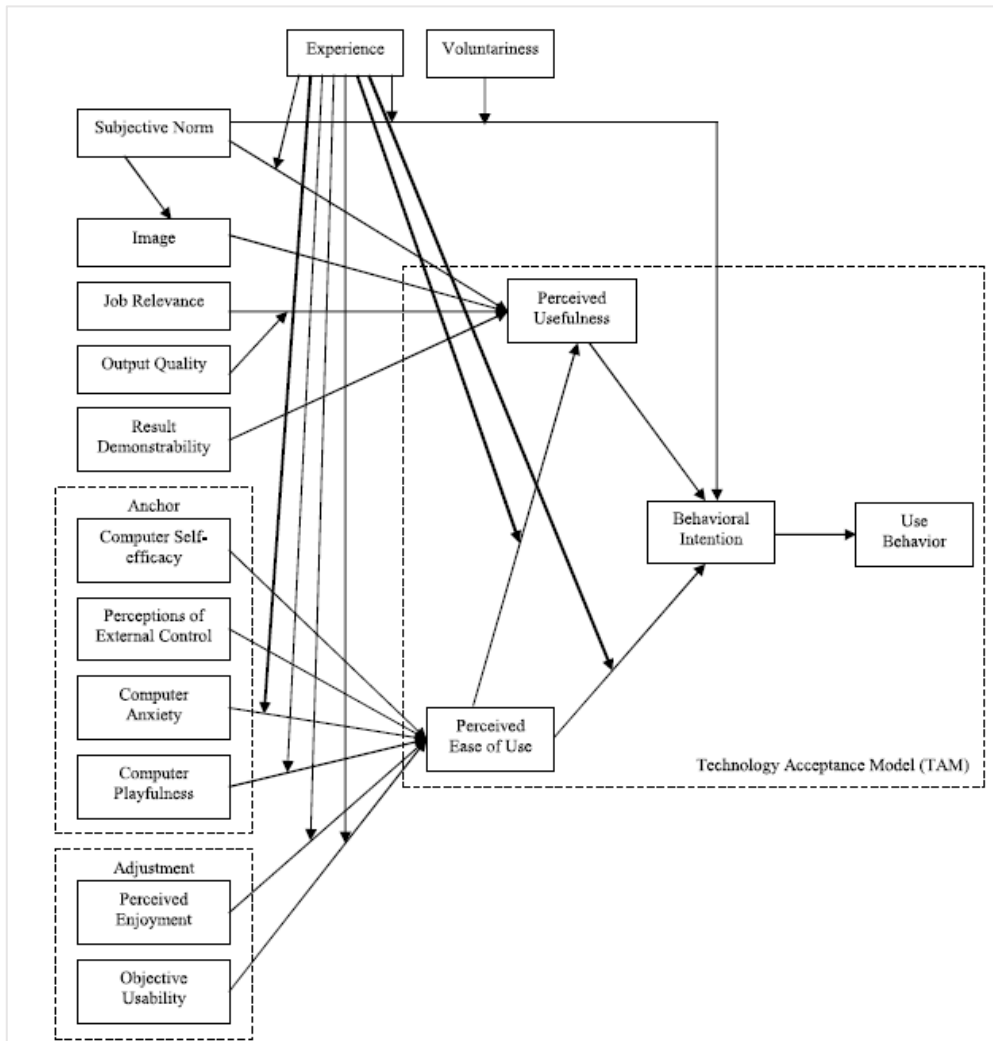 Experience
Voluntariness
Subjective Norm
Image
Job Relevance
Output Quality
Result
Demonstrability
Perceived
Usefulness
Anchor
Computer Self-
efficacy
Perceptions of
External Control
Computer
Anxiety
Computer
Playfulness
Behavioral
Intention
Use
Behavior
Perceived
Ease of Use
Technology Acceptance Model (TAM)
Adjustment
Perceived
Enjoyment
Objective
Usability